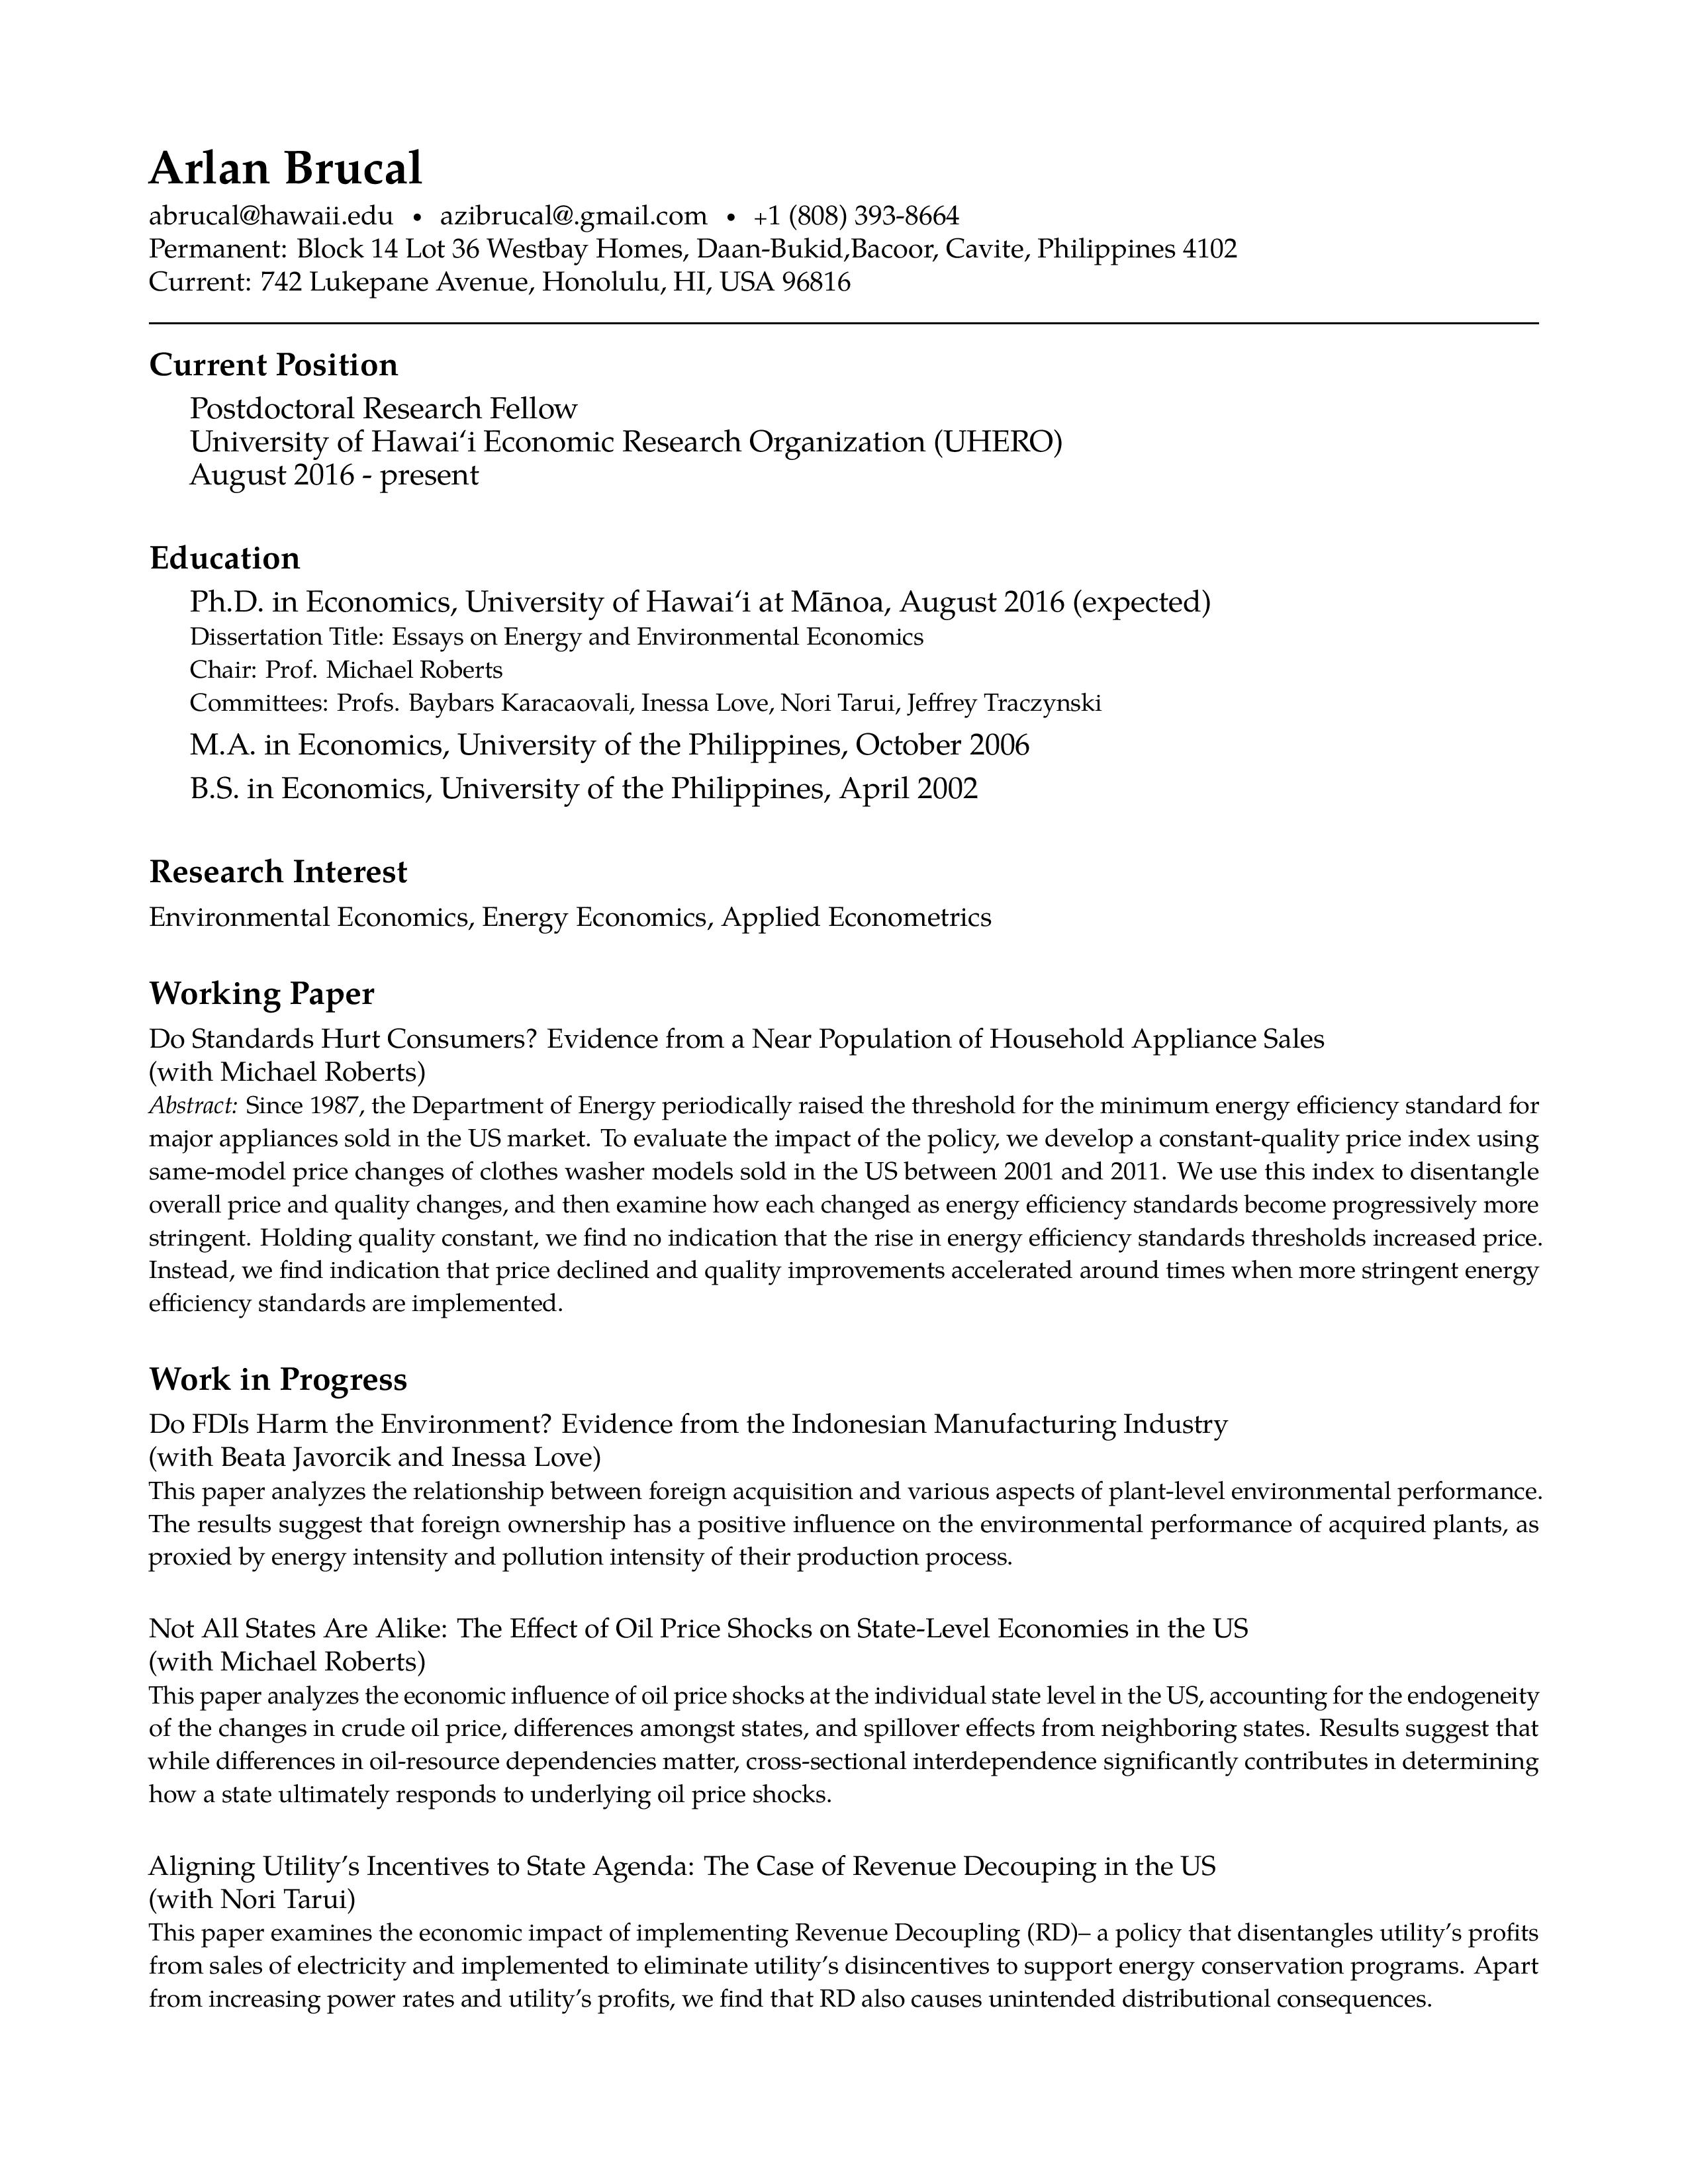 Arlan Brucal
abrucal@hawaii.edu • azibrucal@.gmail.com • +1 (808) 393-8664
Permanent: Block 14 Lot 36 Westbay Homes, Daan-Bukid,Bacoor, Cavite, Philippines 4102
Current: 742 Lukepane Avenue, Honolulu, HI, USA 96816
Current Position
Postdoctoral Research Fellow
University of Hawai‘i Economic Research Organization (UHERO)
August 2016 - present
Education
Ph.D. in Economics, University of Hawai‘i at Mānoa, August 2016 (expected)
Dissertation Title: Essays on Energy and Environmental Economics
Chair: Prof. Michael Roberts
Committees: Profs. Baybars Karacaovali, Inessa Love, Nori Tarui, Jeffrey Traczynski
M.A. in Economics, University of the Philippines, October 2006
B.S. in Economics, University of the Philippines, April 2002
Research Interest
Environmental Economics, Energy Economics, Applied Econometrics
Working Paper
Do Standards Hurt Consumers? Evidence from a Near Population of Household Appliance Sales
(with Michael Roberts)
Abstract: Since 1987, the Department of Energy periodically raised the threshold for the minimum energy efficiency standard for
major appliances sold in the US market. To evaluate the impact of the policy, we develop a constant-quality price index using
same-model price changes of clothes washer models sold in the US between 2001 and 2011. We use this index to disentangle
overall price and quality changes, and then examine how each changed as energy efficiency standards become progressively more
stringent. Holding quality constant, we find no indication that the rise in energy efficiency standards thresholds increased price.
Instead, we find indication that price declined and quality improvements accelerated around times when more stringent energy
efficiency standards are implemented.
Work in Progress
Do FDIs Harm the Environment? Evidence from the Indonesian Manufacturing Industry
(with Beata Javorcik and Inessa Love)
This paper analyzes the relationship between foreign acquisition and various aspects of plant-level environmental performance.
The results suggest that foreign ownership has a positive influence on the environmental performance of acquired plants, as
proxied by energy intensity and pollution intensity of their production process.
Not All States Are Alike: The Effect of Oil Price Shocks on State-Level Economies in the US
(with Michael Roberts)
This paper analyzes the economic influence of oil price shocks at the individual state level in the US, accounting for the endogeneity
of the changes in crude oil price, differences amongst states, and spillover effects from neighboring states. Results suggest that
while differences in oil-resource dependencies matter, cross-sectional interdependence significantly contributes in determining
how a state ultimately responds to underlying oil price shocks.
Aligning Utility’s Incentives to State Agenda: The Case of Revenue Decouping in the US
(with Nori Tarui)
This paper examines the economic impact of implementing Revenue Decoupling (RD)– a policy that disentangles utility’s profits
from sales of electricity and implemented to eliminate utility’s disincentives to support energy conservation programs. Apart
from increasing power rates and utility’s profits, we find that RD also causes unintended distributional consequences.